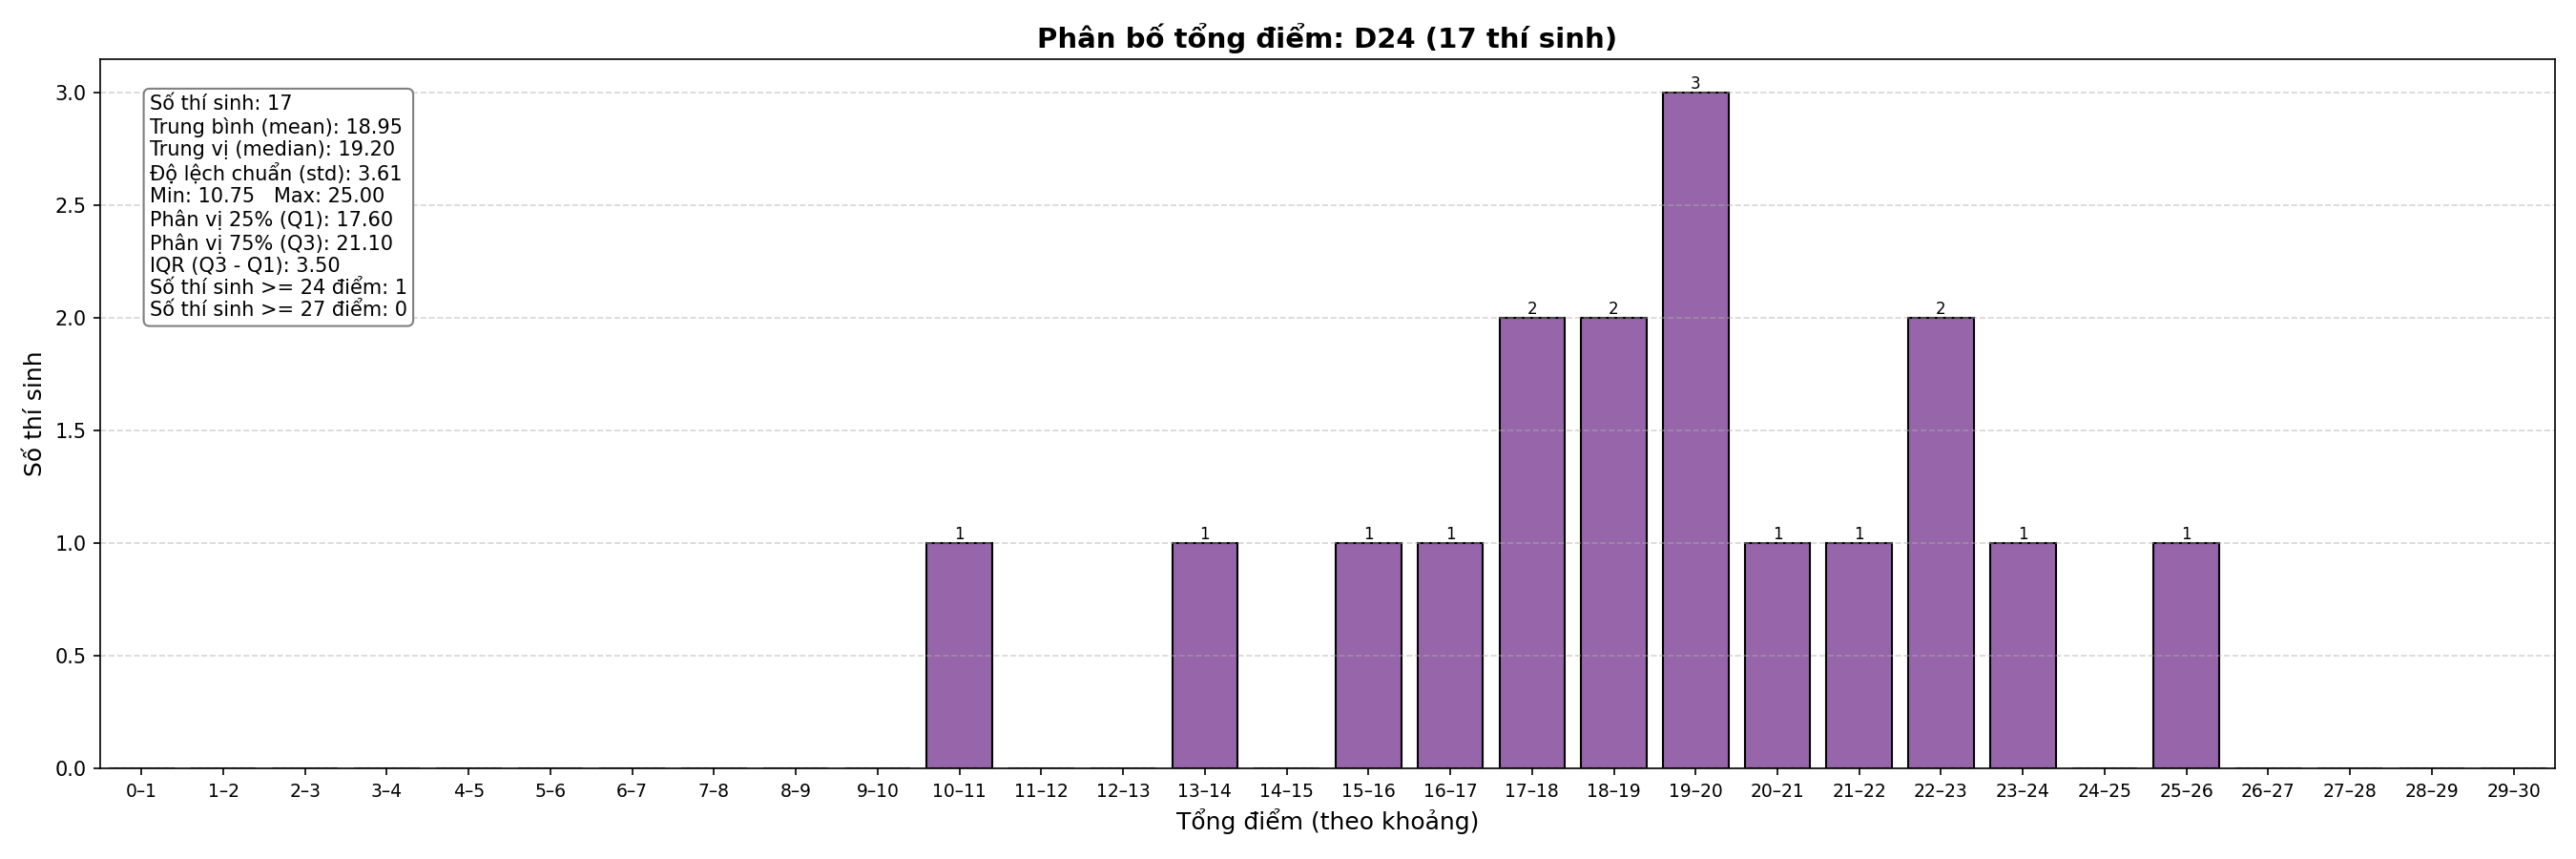 Phân bố tổng điểm: D24 (17 thí sinh)
Số thí sinh: 17
Trung bình (mean): 18.95
Trung vị (median): 19.20
Độ lệch chuẩn (std): 3.61
Min: 10.75   Max: 25.00
Phân vị 25% (Q1): 17.60
Phân vị 75% (Q3): 21.10
IQR (Q3 - Q1): 3.50
Số thí sinh >= 24 điểm: 1
Số thí sinh >= 27 điểm: 0
Số thí sinh
3.0
2.5
2.0
1.5
1.0
0.5
0.0
1 1 1 1 2 2 3 1 1 2 1 1
0–1 1–2 2–3 3–4 4–5 5–6 6–7 7–8 8–9 9–10 10–11 11–12 12–13 13–14 14–15 15–16 16–17 17–18 18–19 19–20 20–21 21–22 22–23 23–24 24–25 25–26 26–27 27–28 28–29 29–30
Tổng điểm (theo khoảng)